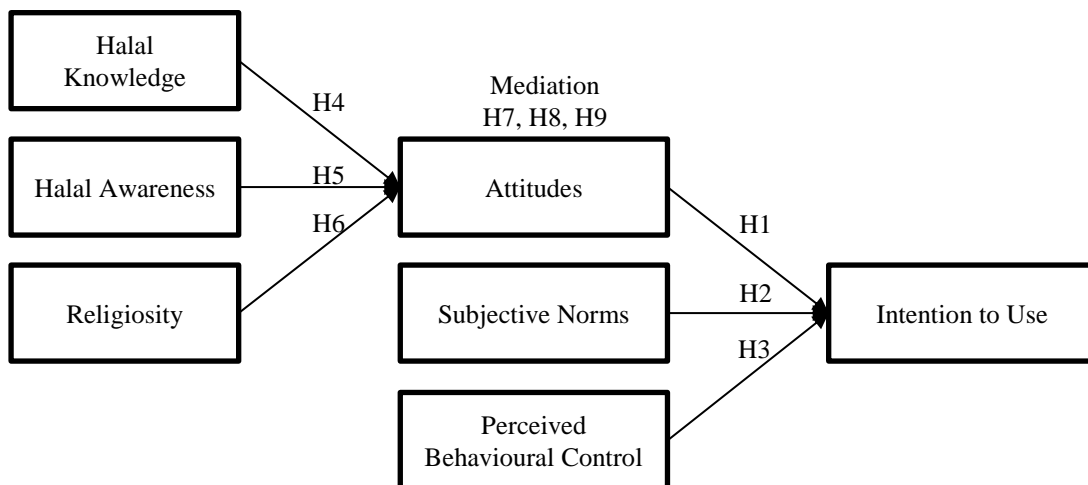 Halal
Knowledge
H4
Mediation
H7, H8, H9
Halal Awareness
H5
Attitudes
H6
H1
Religiosity
Subjective Norms
H2
Intention to Use
H3
Perceived
Behavioural Control